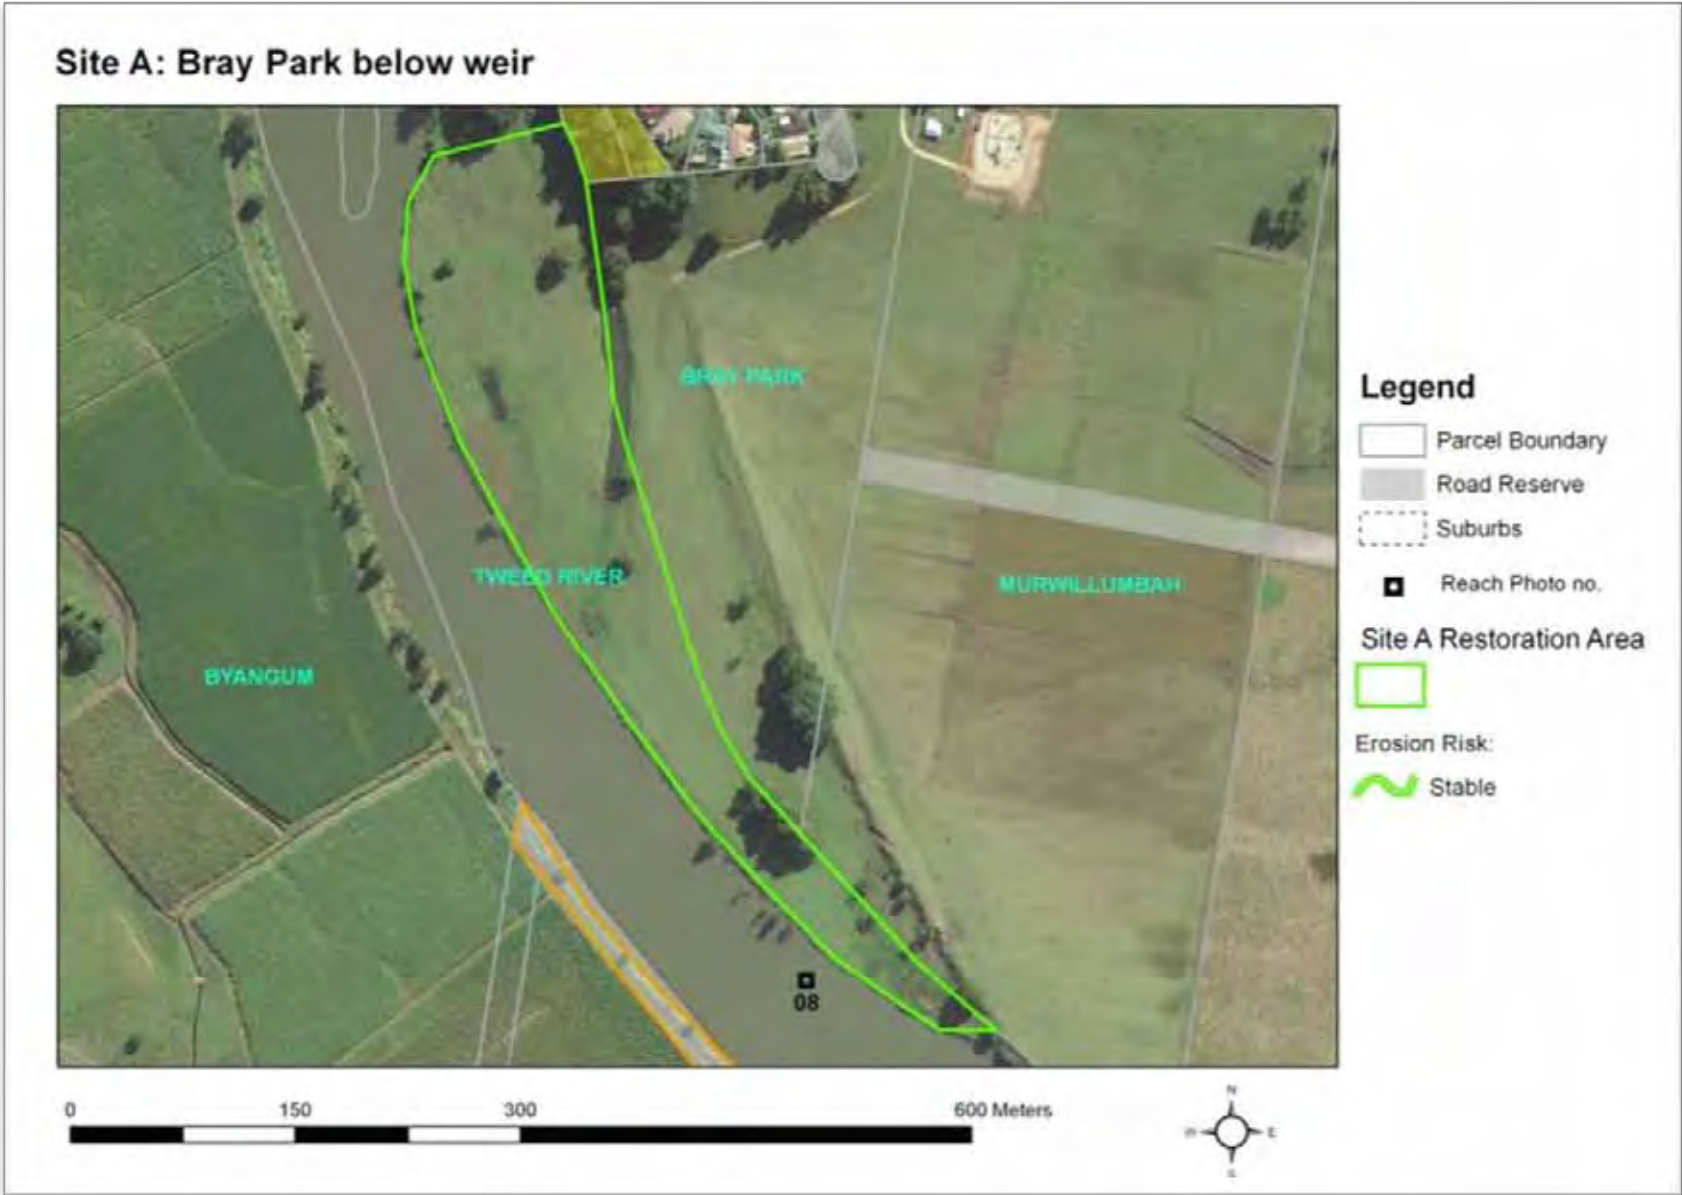 Site A: Bray Park below weir
BRAY PARK
TWEED RIVER
MURWILLUMBAH
BYANGUM
08
Legend
Parcel Boundary
Road Reserve
Suburbs
Reach Photo no.
Site A Restoration Area
Erosion Risk:
Stable
0 150 300 600 Meters
N
W E
S